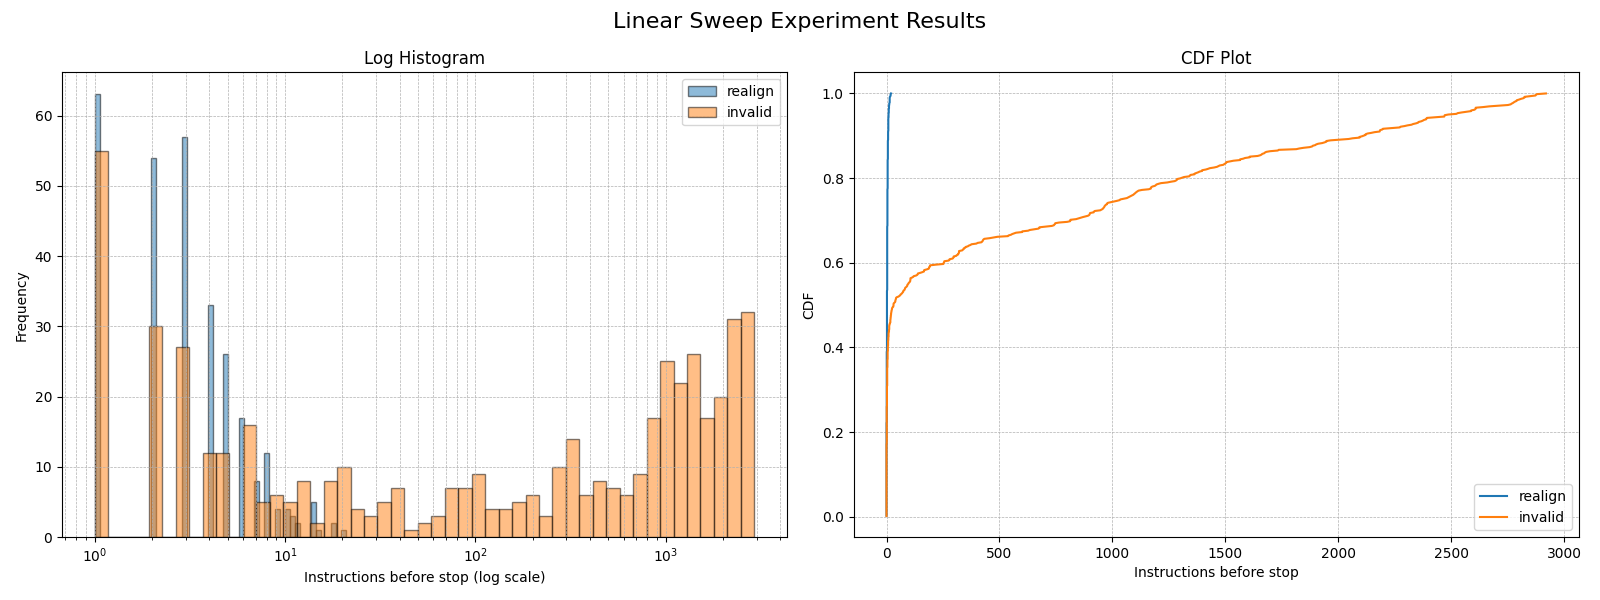 Linear Sweep Experiment Results
Log Histogram
Frequency
60
50
40
30
20
10
0
10⁰
10¹
10²
10³
Instructions before stop (log scale)
realign
invalid
CDF Plot
CDF
1.0
0.8
0.6
0.4
0.2
0.0
0
500
1000
1500
2000
2500
3000
Instructions before stop
realign
invalid